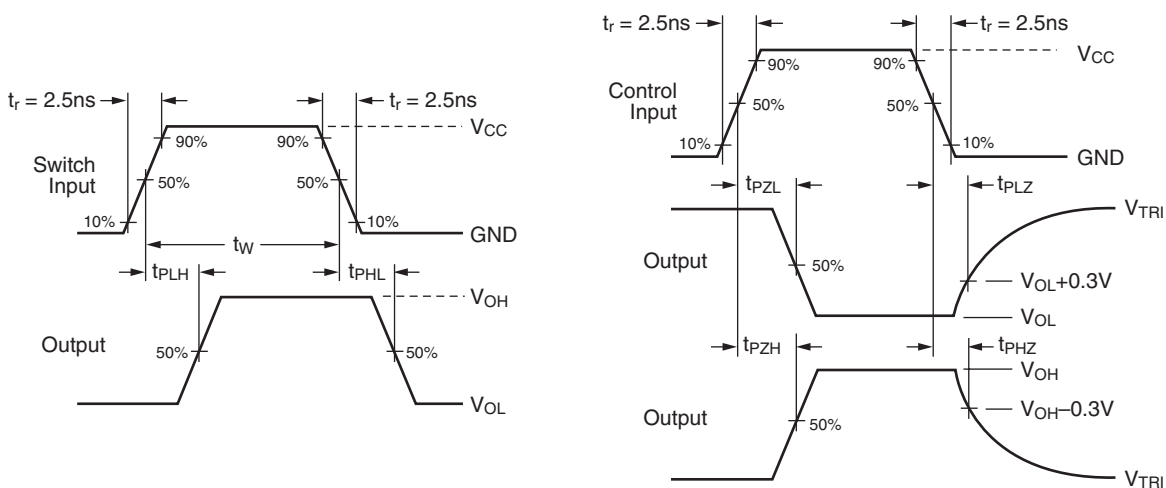 tr = 2.5ns
tr = 2.5ns
VCC
90%
90%
Switch
Input
50%
50%
10%
10%
GND
tW
tPLH
tPHL
VOH
Output
50%
50%
VOL
tr = 2.5ns
tr = 2.5ns
VCC
90%
90%
Control
Input
50%
50%
10%
10%
GND
tPZL
tPLZ
VTRI
Output
50%
VOL+0.3V
VOL
tPZH
tPHZ
VOH
VOH–0.3V
Output
50%
VTRI